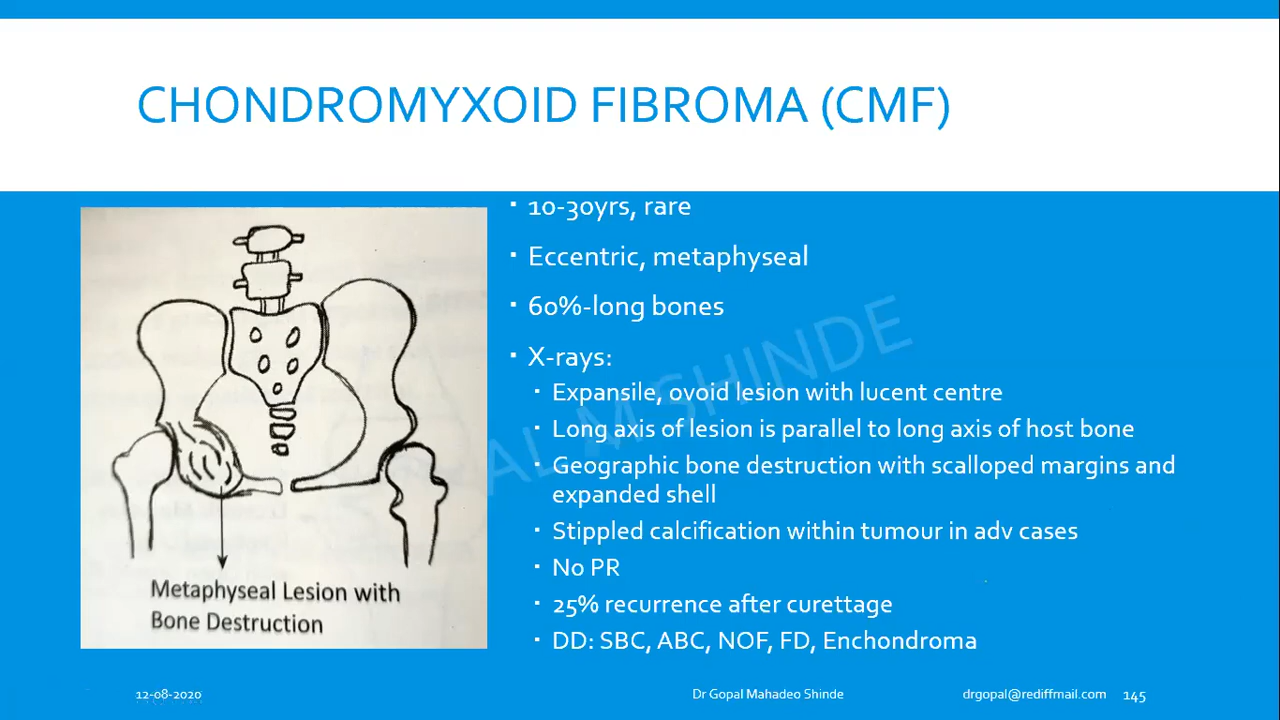 CHONDROMYXOID FIBROMA (CMF)
10-30yrs, rare
Eccentric, metaphyseal
60%-long bones
X-rays:
Expansile, ovoid lesion with lucent centre
Long axis of lesion is parallel to long axis of host bone
Geographic bone destruction with scalloped margins and
expanded shell
Stippled calcification within tumour in adv cases
No PR
25% recurrence after curettage
DD: SBC, ABC, NOF, FD, Enchondroma
Metaphyseal Lesion with
Bone Destruction
AL M SHINDE
12-08-2020
Dr Gopal Mahadeo Shinde
drgopal@rediffmail.com
145